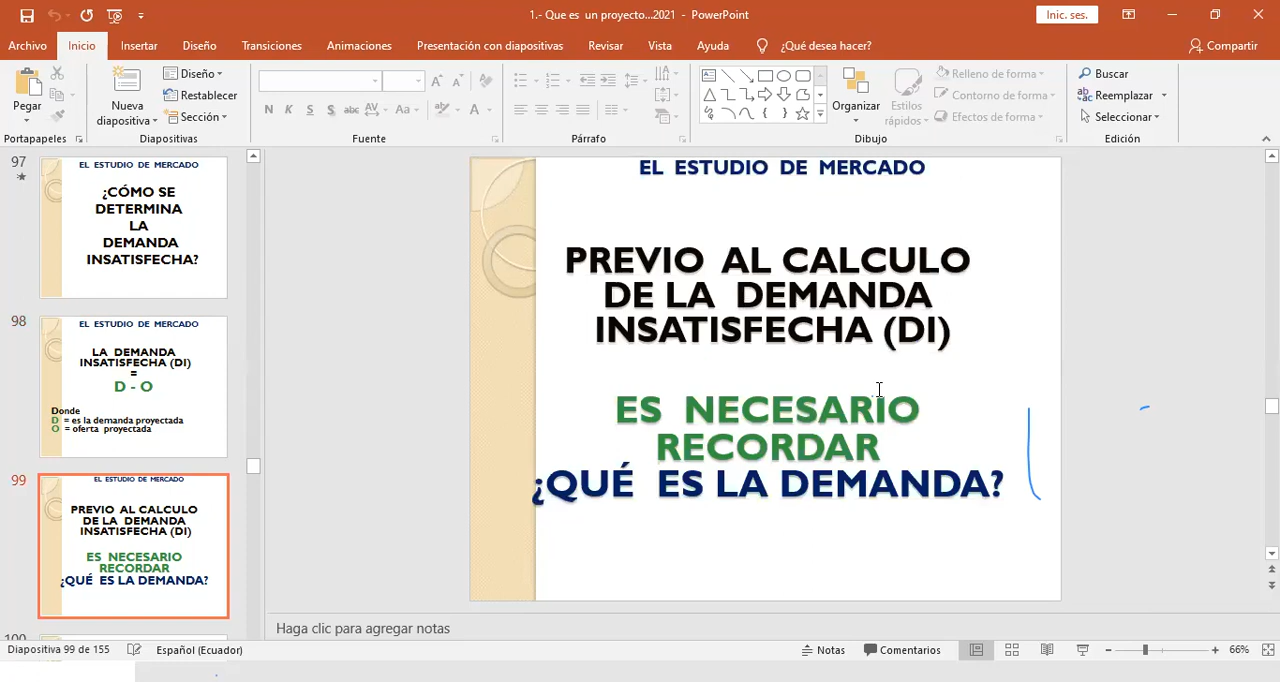 1.- Que es un proyecto...2021 - PowerPoint
Inic. ses.
Archivo Inicio Insertar Diseño Transiciones Animaciones Presentación con diapositivas Revisar Vista Ayuda ¿Qué desea hacer? Compartir
Pegar
Nueva diapositiva
Diseño
Restablecer
Sección
N K S S abc AV Aa A
Organizar
Estilos rápidos
Relleno de forma
Contorno de forma
Efectos de forma
Buscar
Reemplazar
Seleccionar
Portapapeles Diapositivas Fuente Párrafo Dibujo Edición
97
EL ESTUDIO DE MERCADO
¿CÓMO SE
DETERMINA
LA
DEMANDA
INSATISFECHA?
98
EL ESTUDIO DE MERCADO
LA DEMANDA
INSATISFECHA (DI)
=
D - O
Donde
D = es la demanda proyectada
O = oferta proyectada
99
EL ESTUDIO DE MERCADO
PREVIO AL CALCULO
DE LA DEMANDA
INSATISFECHA (DI)
ES NECESARIO
RECORDAR
¿QUÉ ES LA DEMANDA?
100
EL ESTUDIO DE MERCADO
PREVIO AL CALCULO
DE LA DEMANDA
INSATISFECHA (DI)
ES NECESARIO
RECORDAR
¿QUÉ ES LA DEMANDA?
Haga clic para agregar notas
Diapositiva 99 de 155 Español (Ecuador) Notas Comentarios 66%